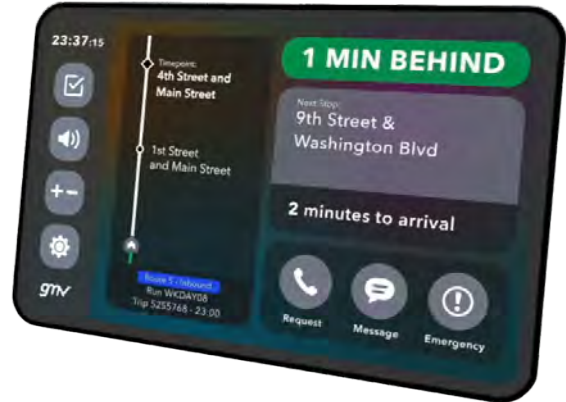 23:37:15
Timepoint:
4th Street and
Main Street
1st Street
and Main Street
Route 5 - Inbound
Run WKDAY08
Trip 5255768 - 23:00
1 MIN BEHIND
Next Stop:
9th Street &
Washington Blvd
2 minutes to arrival
Request
Message
Emergency
gmv